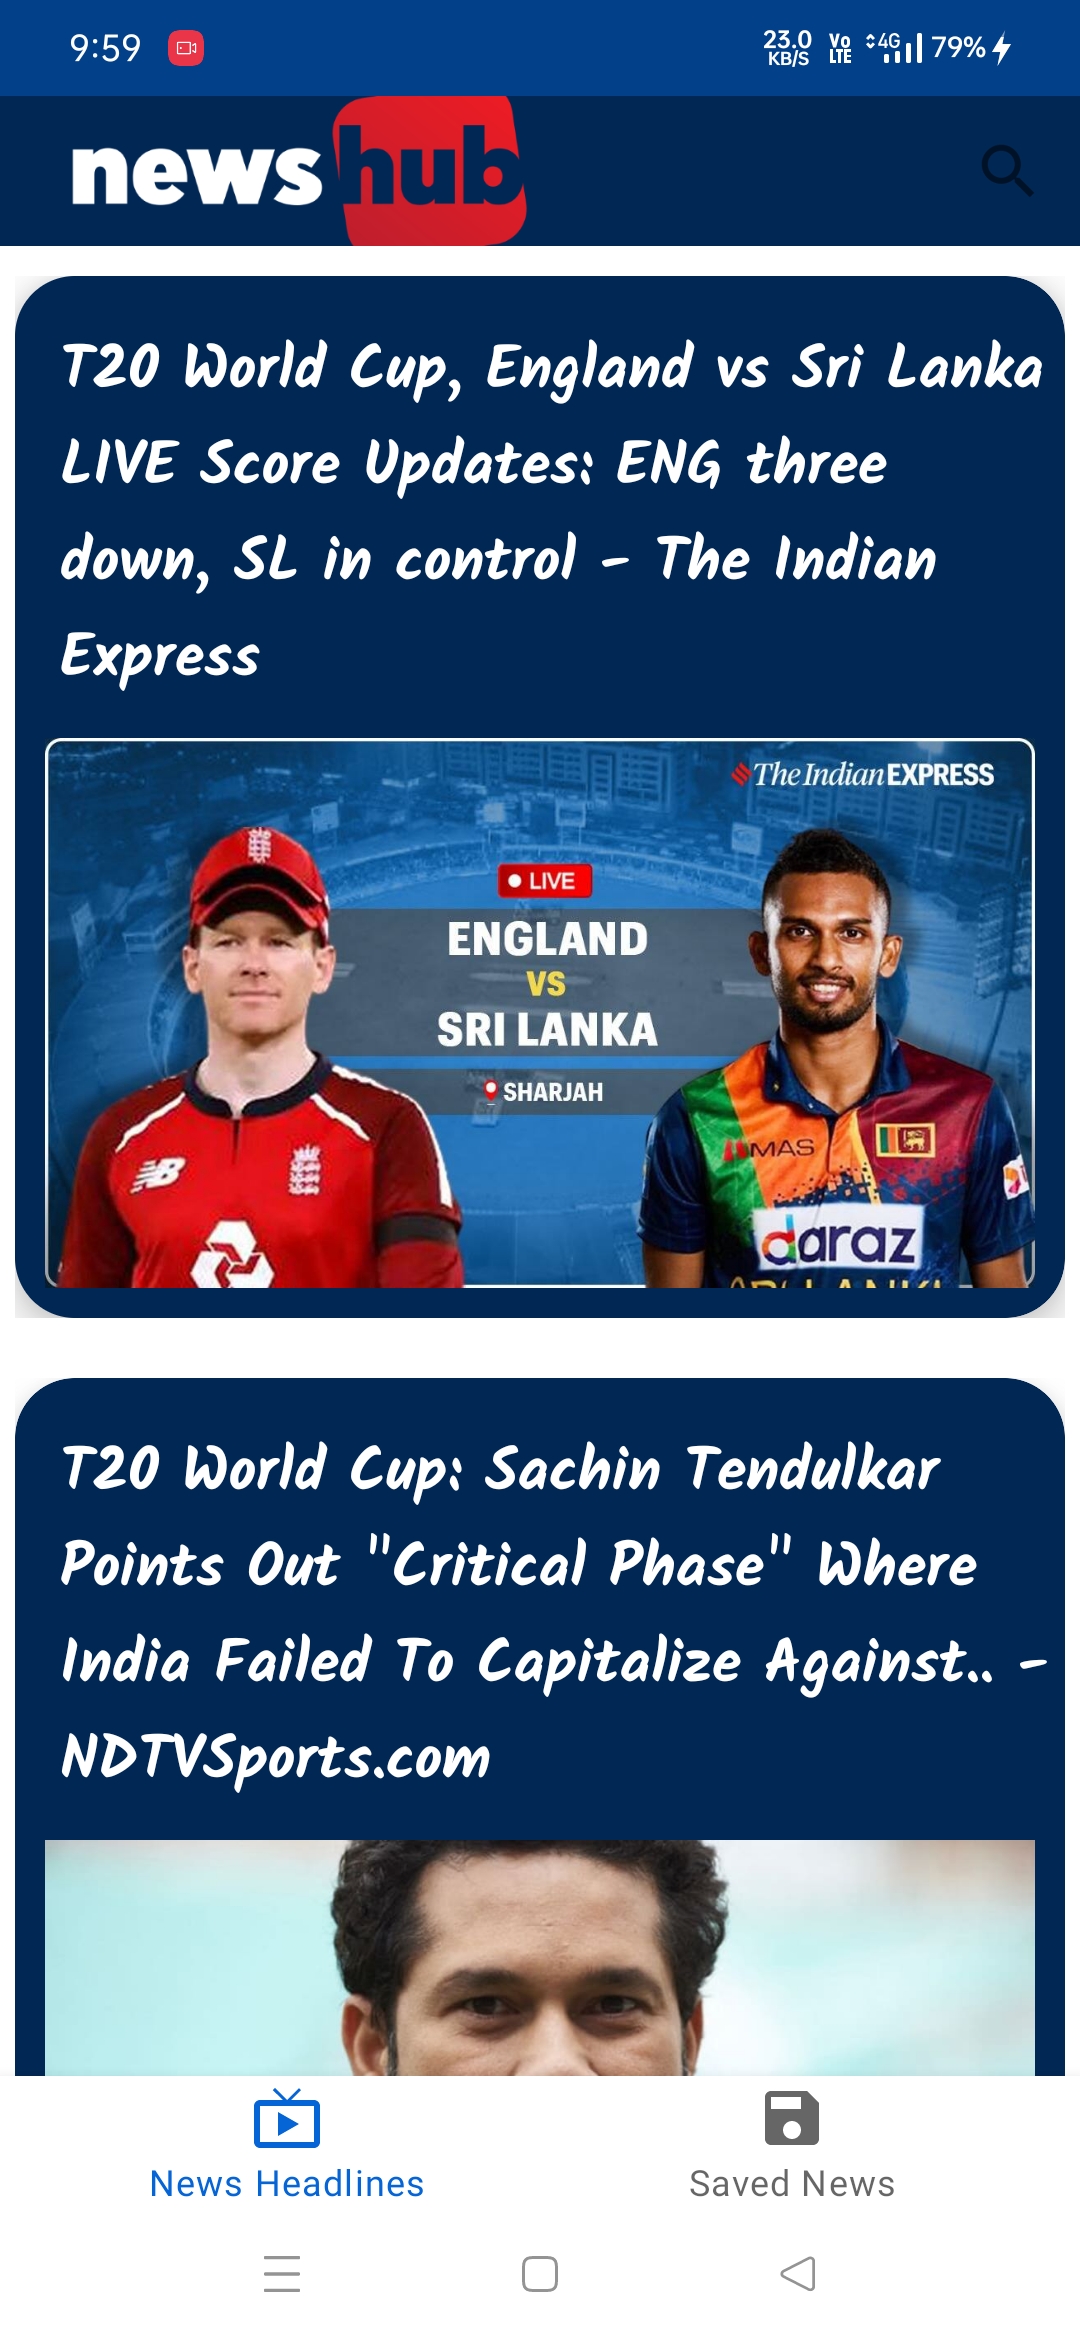 9:59
23.0
KB/S
Vo
LTE
4G
79%
news hub
T20 World Cup, England vs Sri Lanka
LIVE Score Updates: ENG three
down, SL in control - The Indian
Express
The Indian EXPRESS
LIVE
ENGLAND
VS
SRI LANKA
SHARJAH
NB
MAS
daraz
T20 World Cup: Sachin Tendulkar
Points Out "Critical Phase" Where
India Failed To Capitalize Against.. -
NDTVSports.com
News Headlines
Saved News